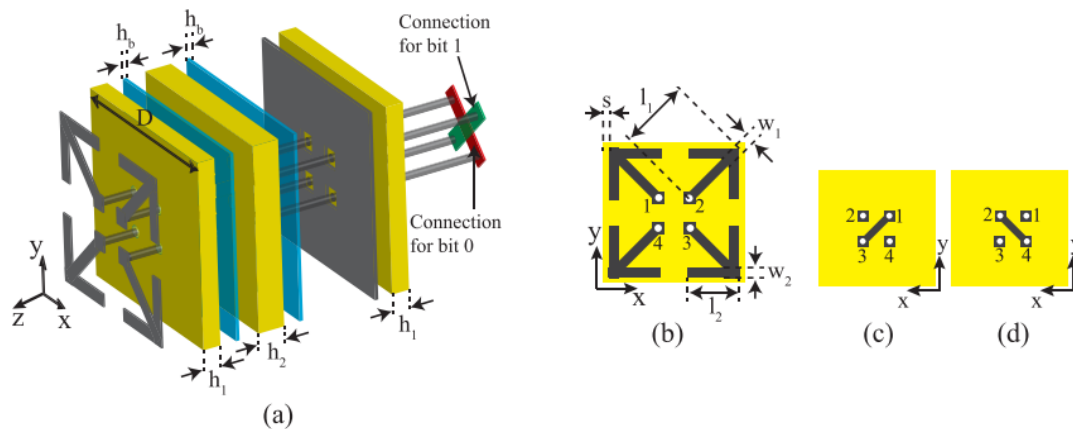 h_b
h_b
Connection
for bit 1
D
Connection
for bit 0
y
z
x
h_1
h_2
h_1
(a)
s
l_1
w_1
1
2
4
3
y
x
w_2
l_2
(b)
2
1
3
4
y
x
(c)
2
1
3
4
y
x
(d)